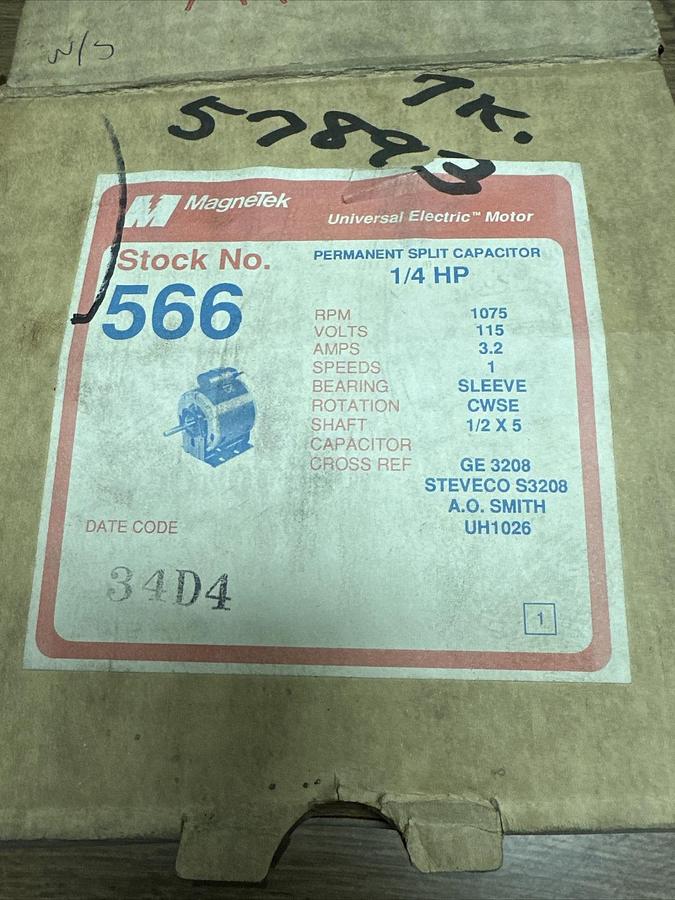 W/S
TK.
57893
MagneTek
Universal Electric™ Motor
Stock No.
566
PERMANENT SPLIT CAPACITOR
1/4 HP
RPM 1075
VOLTS 115
AMPS 3.2
SPEEDS 1
BEARING SLEEVE
ROTATION CWSE
SHAFT 1/2 X 5
CAPACITOR
CROSS REF GE 3208
STEVECO S3208
A.O. SMITH
UH1026
DATE CODE
34D4
1